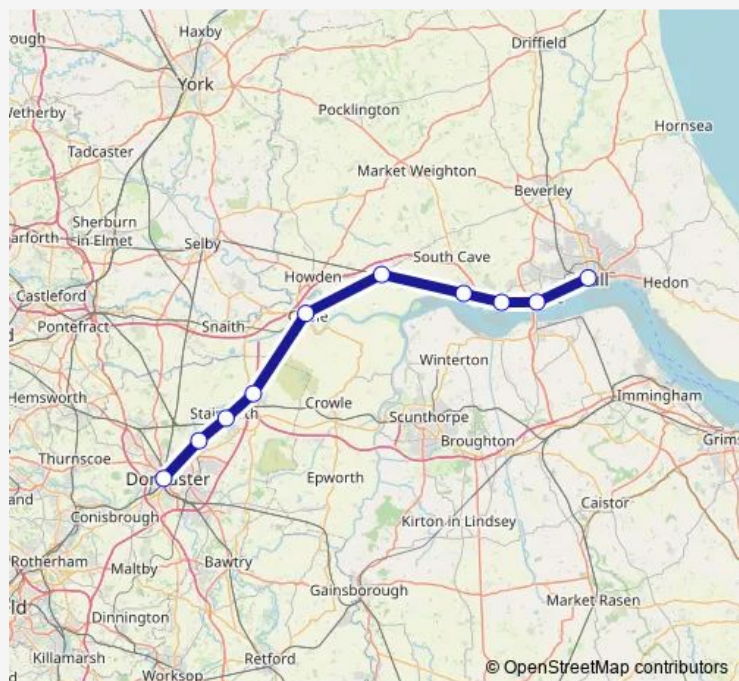 Haxby
Driffield
York
Pocklington
Hornsea
Tadcaster
Market Weighton
Beverley
Sherburn
in Elmet
Selby
South Cave
Howden
Hedon
Castleford
Pontefract
Snaith
Winterton
Hemsworth
Crowle
Scunthorpe
Immingham
Broughton
Thurnscoe
Epworth
Caistor
Conisbrough
Kirton in Lindsey
Rotherham
Maltby
Bawtry
Gainsborough
Market Rasen
Dinnington
Killamarsh
Retford
Worksop
© OpenStreetMap contributors